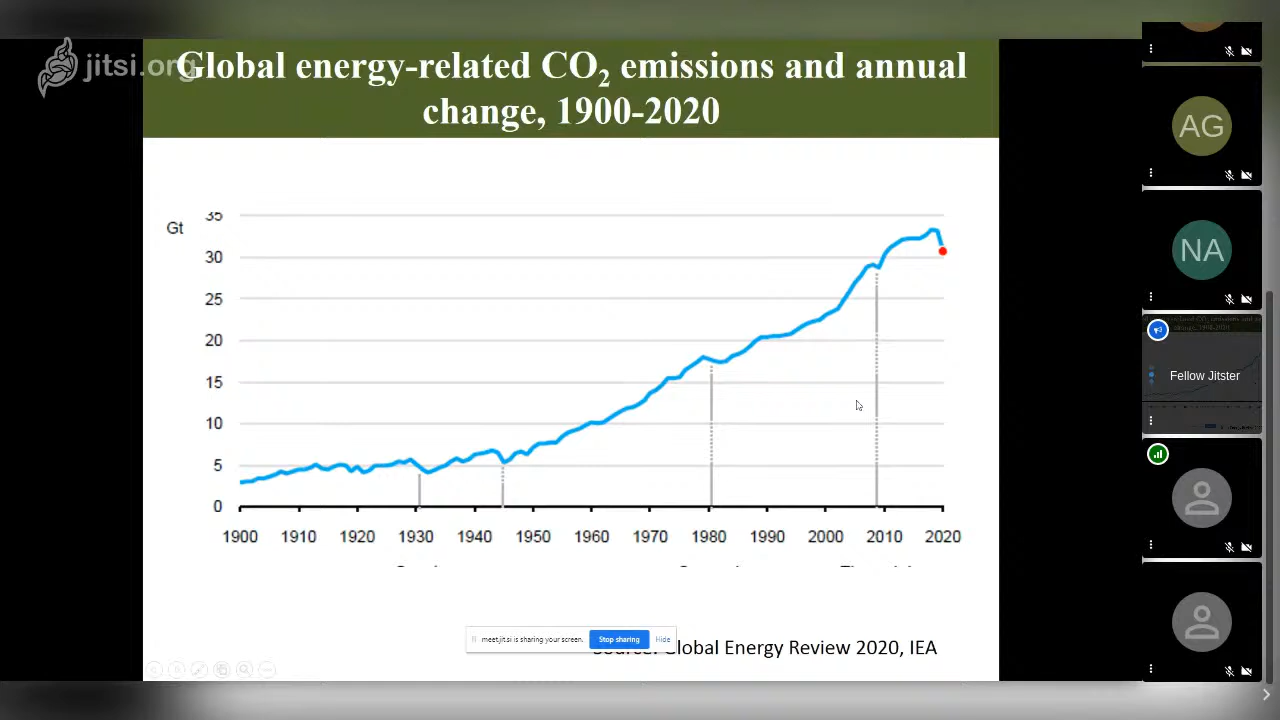 jitsi.org
Global energy-related CO₂ emissions and annual
change, 1900-2020
Gt
35
30
25
20
15
10
5
0
1900 1910 1920 1930 1940 1950 1960 1970 1980 1990 2000 2010 2020
meet.jit.si is sharing your screen. Stop sharing Hide
Source: Global Energy Review 2020, IEA
AG
NA
Fellow Jitster